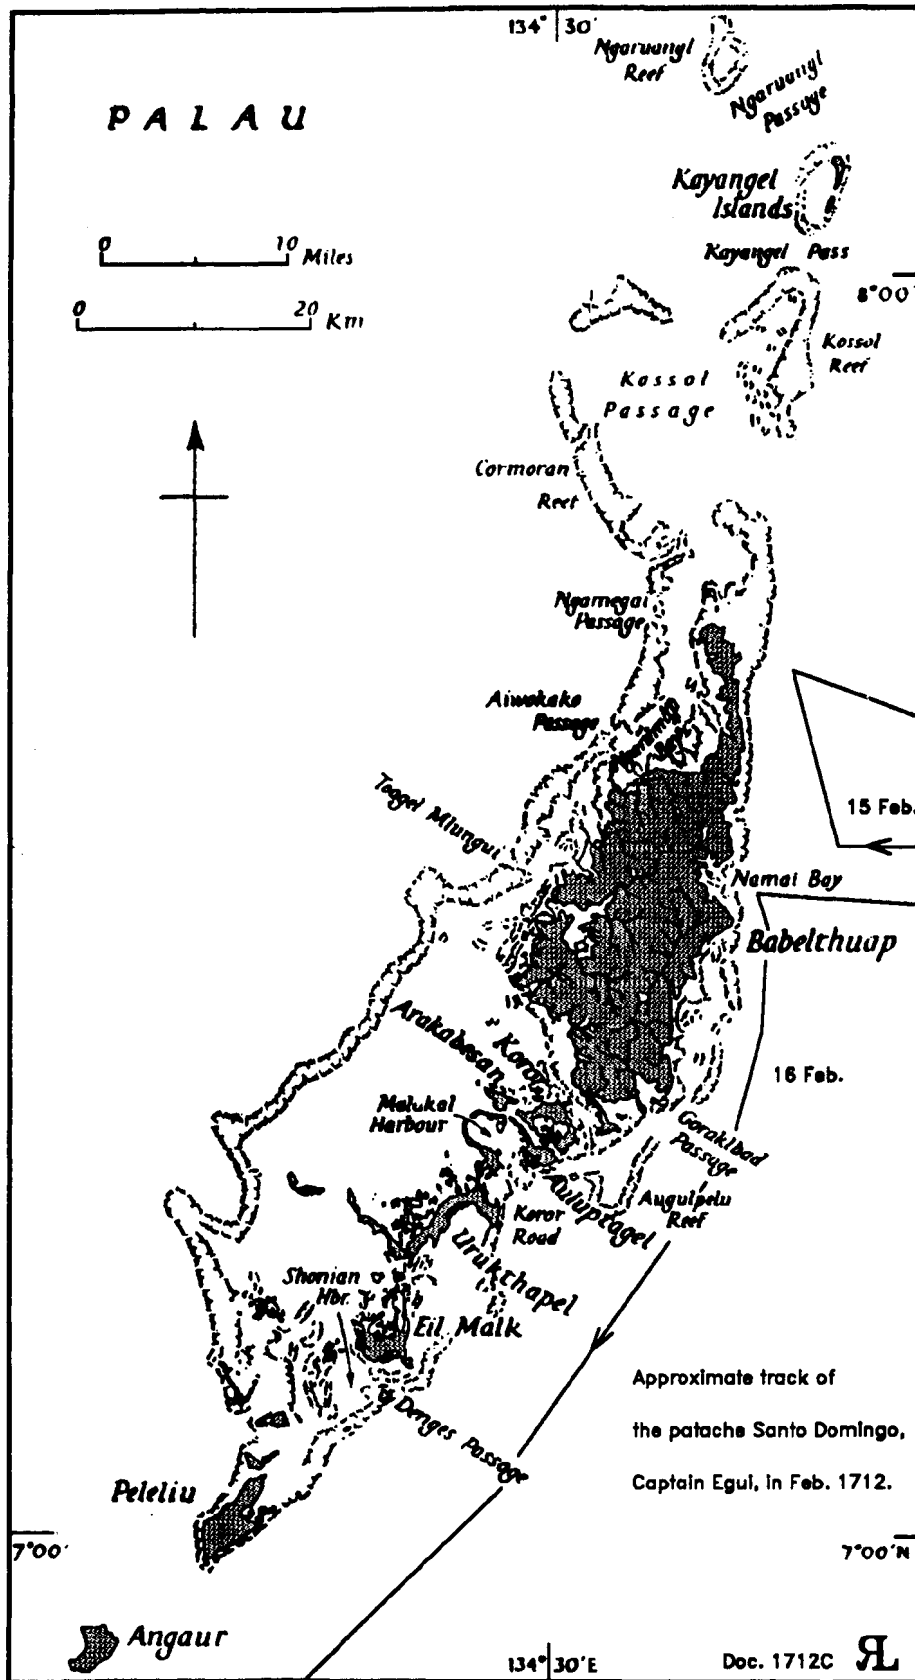 134° 30'
Ngaruangl
Reef
Ngaruangl
Passage
PALAU
Kayangel
Islands
0 10 Miles
Kayangel Pass
8°00'
0 20 Km
Kossol
Reef
Kossol
Passage
Cormoran
Reef
Ngamegai
Passage
Aiwokako
Passage
Toagel Mlungui
15 Feb.
Namai Bay
Babelthuap
Arakabesan
Koror
16 Feb.
Malukal
Harbour
Goraklbad
Passage
Auluptagel
Augulpelu
Reef
Koror
Road
Urukthapel
Shonian
Hbr.
Eil Malk
Approximate track of
the patache Santo Domingo,
Captain Egui, in Feb. 1712.
Denges Passage
Peleliu
7°00'
7°00'N
Angaur
134° 30'E
Doc. 1712C
RL